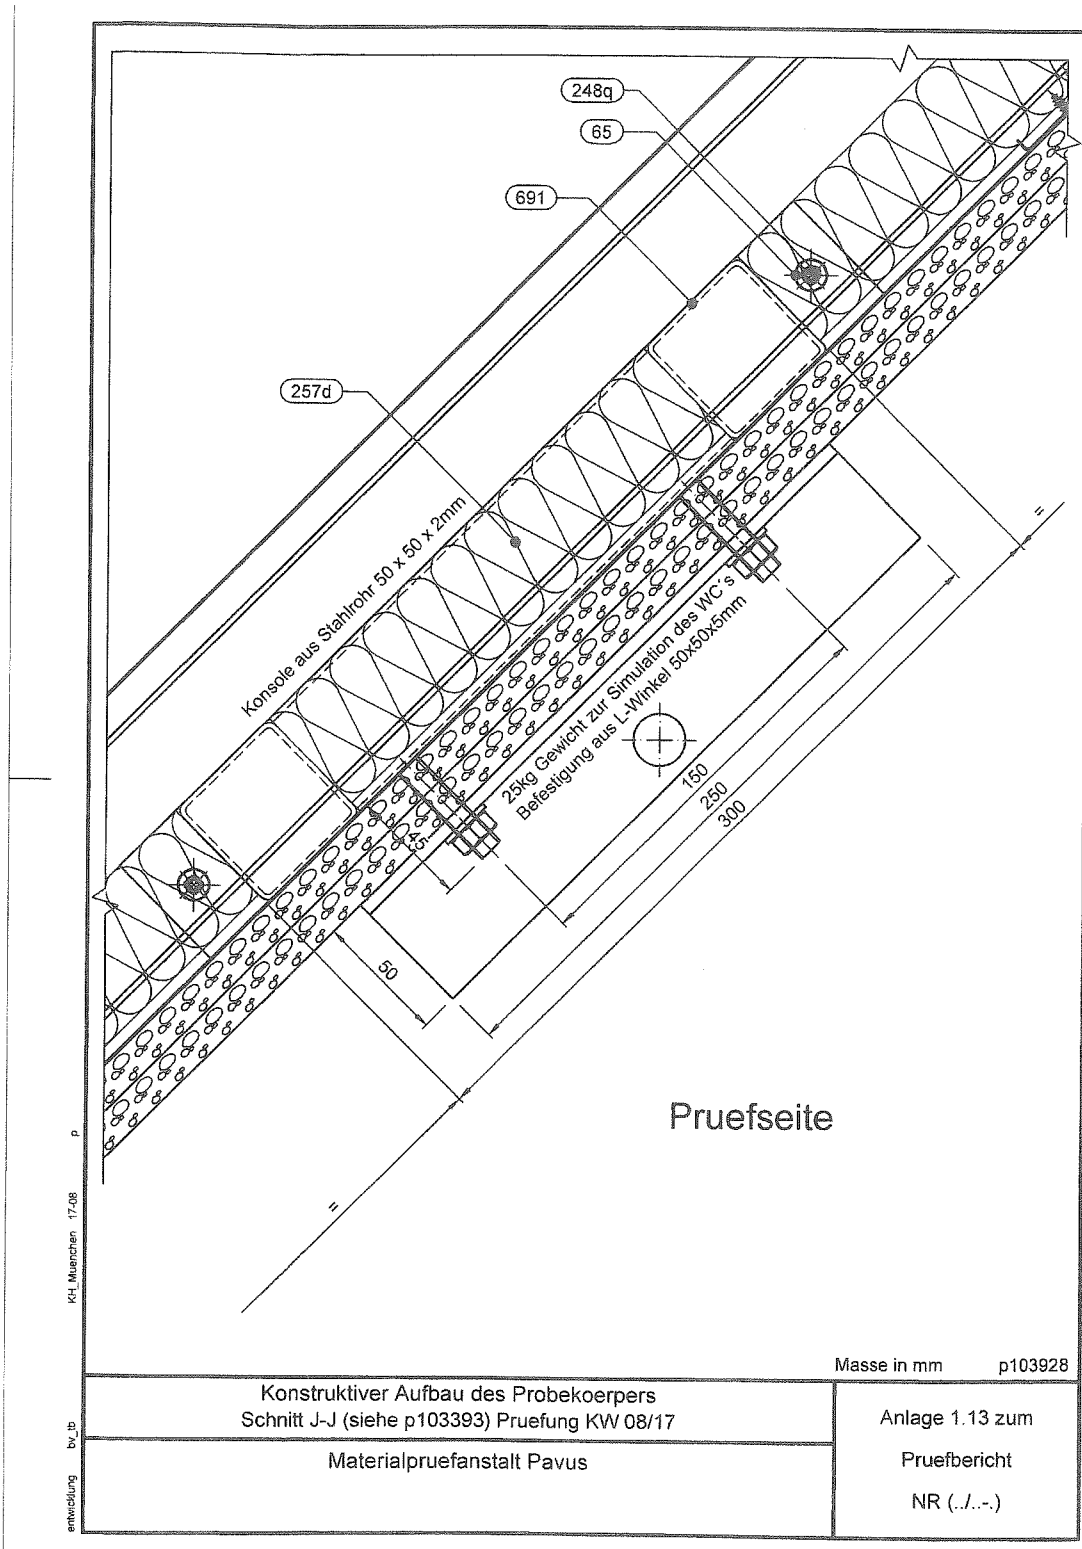 248q
65
691
257d
Konsole aus Stahlrohr 50 x 50 x 2mm
25kg Gewicht zur Simulation des WC´s
Befestigung aus L-Winkel 50x50x5mm
=
150
250
300
45
50
=
Pruefseite
Masse in mm p103928
Konstruktiver Aufbau des Probekoerpers
Schnitt J-J (siehe p103393) Pruefung KW 08/17
Materialpruefanstalt Pavus
Anlage 1.13 zum
Pruefbericht
NR (../..-.)
entwicklung bv_tb KH_Muenchen 17-08 p